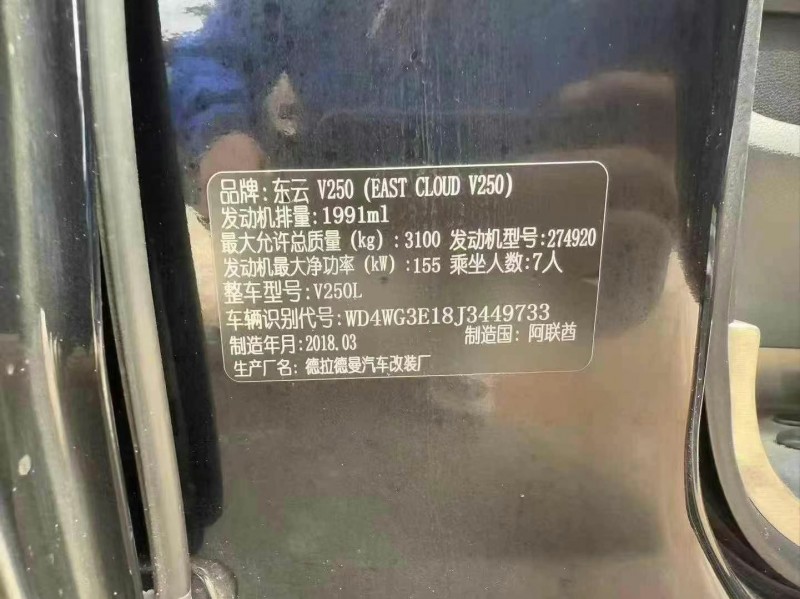 品牌:东云 V250 (EAST CLOUD V250)
发动机排量:1991ml
最大允许总质量 (kg) :3100 发动机型号:274920
发动机最大净功率 (kW) :155 乘坐人数:7人
整车型号:V250L
车辆识别代号:WD4WG3E18J3449733
制造年月:2018.03 制造国: 阿联酋
生产厂名: 德拉德曼汽车改装厂